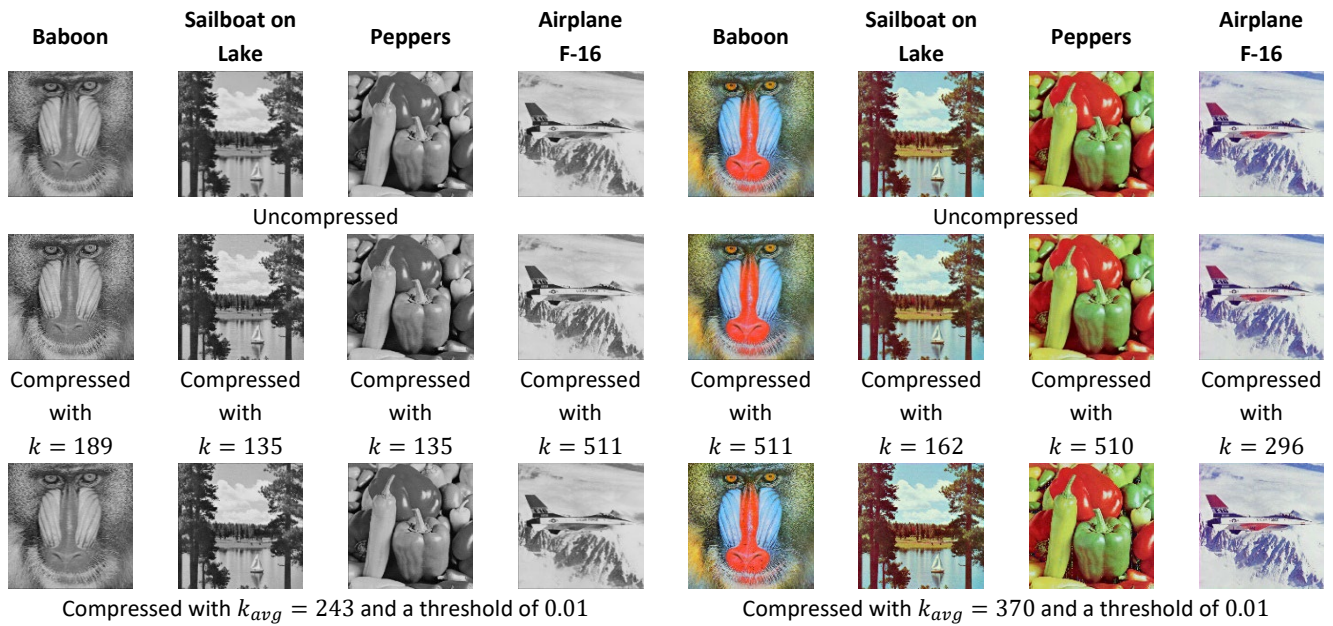 Baboon Sailboat on Lake Peppers Airplane F-16 Baboon Sailboat on Lake Peppers Airplane F-16
Uncompressed Uncompressed
Compressed Compressed Compressed Compressed Compressed Compressed Compressed Compressed
with with with with with with with with
k = 189 k = 135 k = 135 k = 511 k = 511 k = 162 k = 510 k = 296
Compressed with k_avg = 243 and a threshold of 0.01 Compressed with k_avg = 370 and a threshold of 0.01